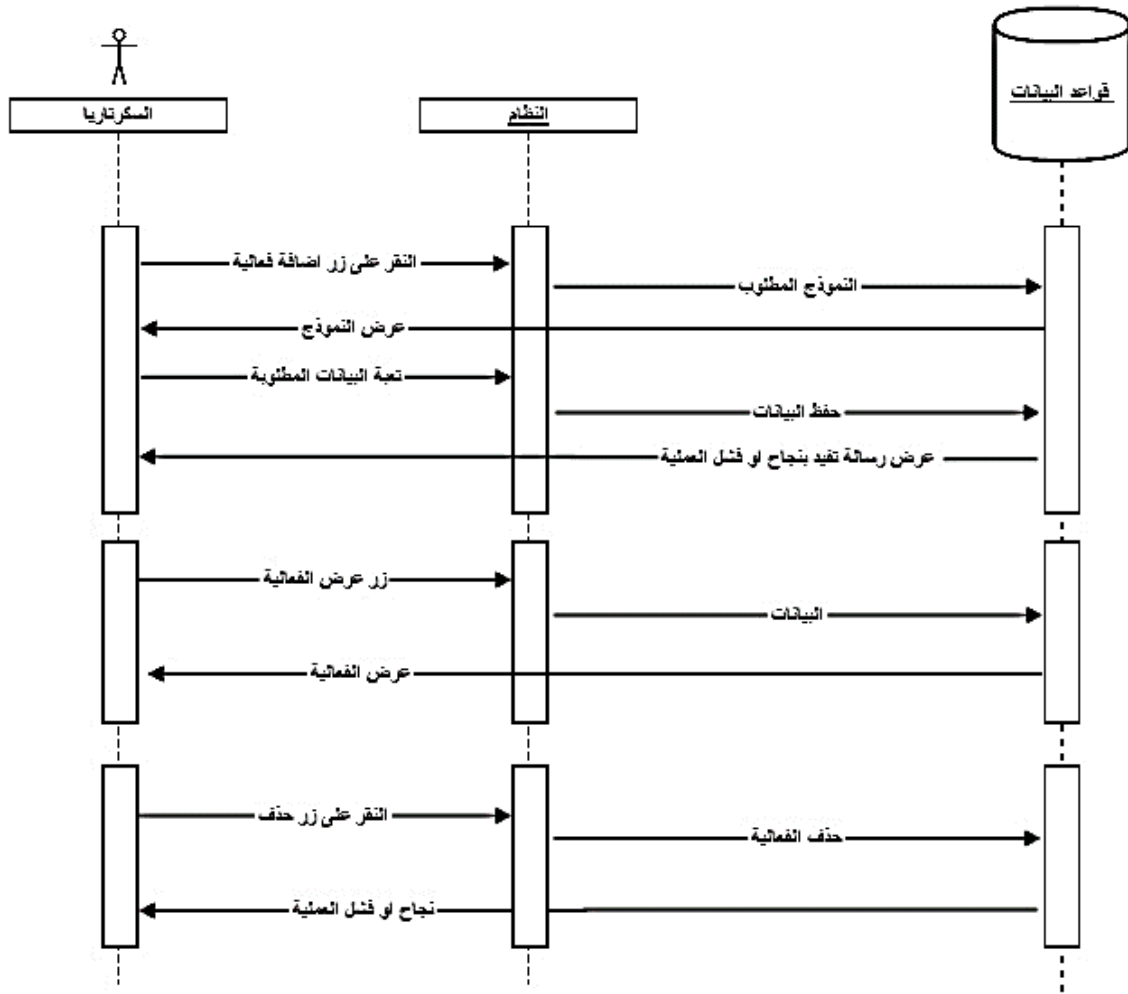 السكرتاريا
النظام
قواعد البيانات
النقر على زر اضافة فعالية
النموذج المطلوب
عرض النموذج
تعبة البيانات المطلوبة
حفظ البيانات
عرض رسالة تفيد بنجاح او فشل العملية
زر عرض الفعالية
البيانات
عرض الفعالية
النقر على زر حذف
حذف الفعالية
نجاح او فشل العملية